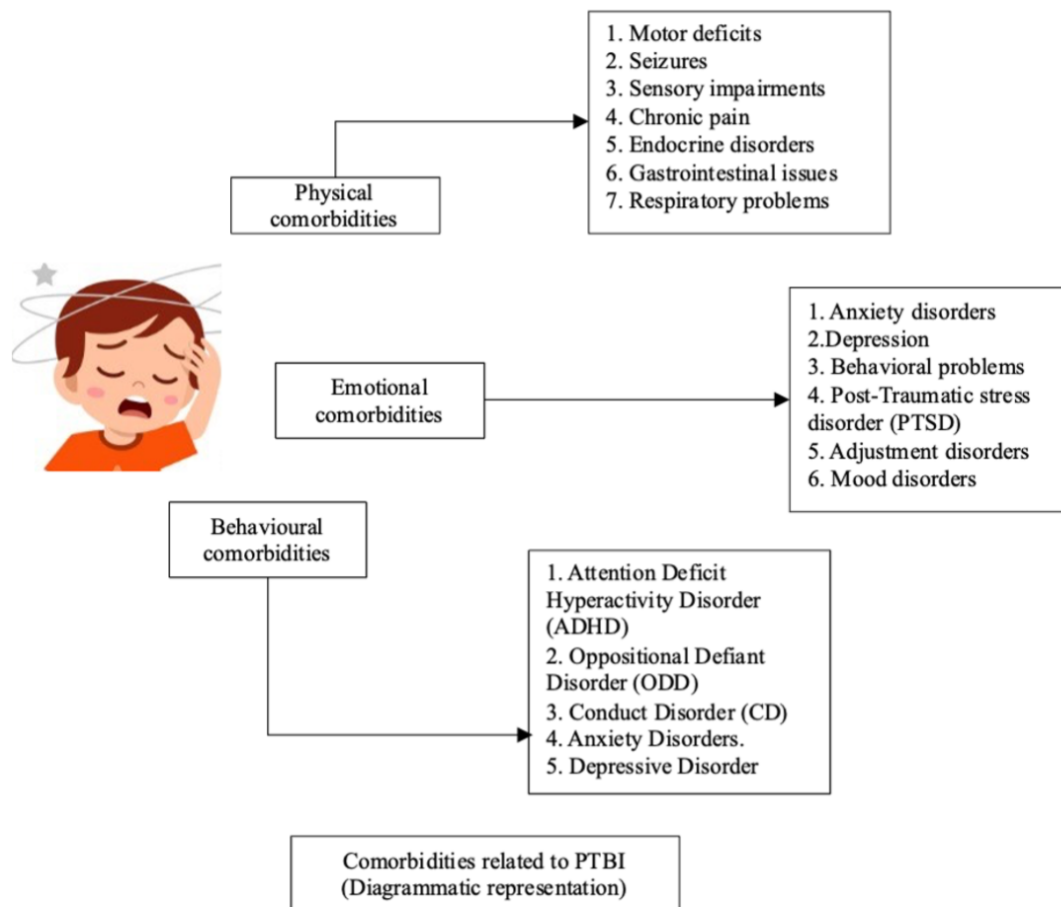 Physical
comorbidities
1. Motor deficits
2. Seizures
3. Sensory impairments
4. Chronic pain
5. Endocrine disorders
6. Gastrointestinal issues
7. Respiratory problems
Emotional
comorbidities
1. Anxiety disorders
2.Depression
3. Behavioral problems
4. Post-Traumatic stress
disorder (PTSD)
5. Adjustment disorders
6. Mood disorders
Behavioural
comorbidities
1. Attention Deficit
Hyperactivity Disorder
(ADHD)
2. Oppositional Defiant
Disorder (ODD)
3. Conduct Disorder (CD)
4. Anxiety Disorders.
5. Depressive Disorder
Comorbidities related to PTBI
(Diagrammatic representation)